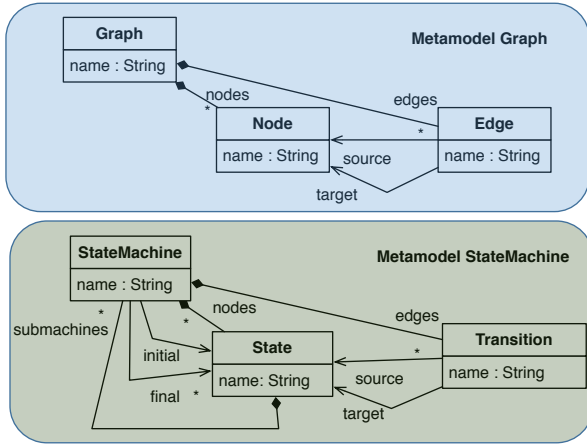 Graph
Metamodel Graph
name : String
nodes
edges
*
*
Node
Edge
name : String
name : String
source
target
StateMachine
Metamodel StateMachine
name : String
*
nodes
submachines
*
edges
State
Transition
initial
*
name: String
name : String
source
final
*
target